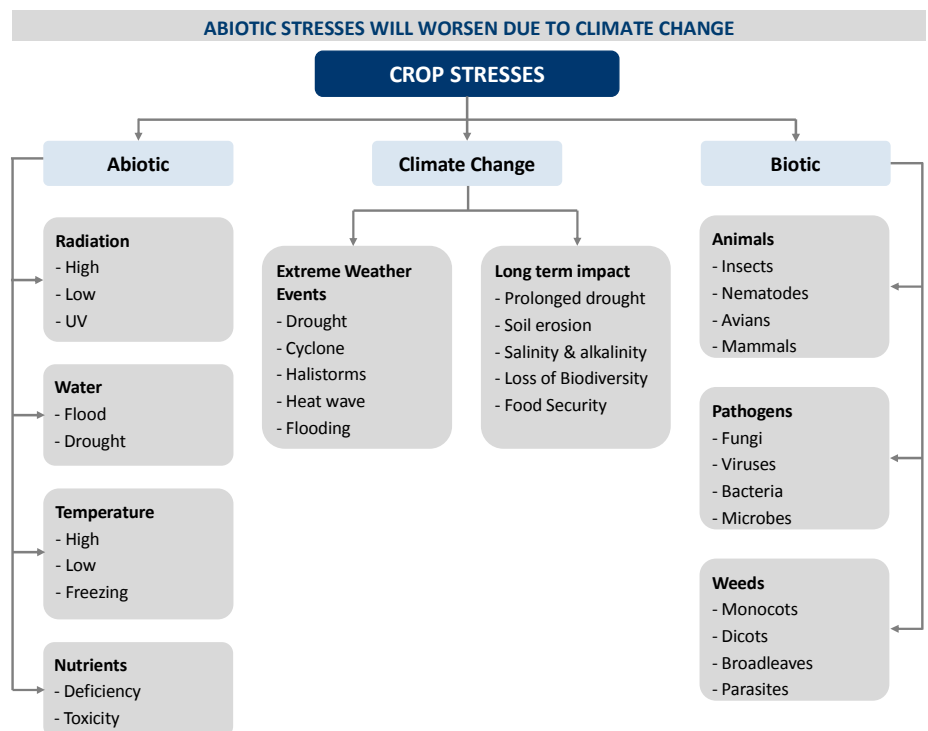 ABIOTIC STRESSES WILL WORSEN DUE TO CLIMATE CHANGE
CROP STRESSES
Abiotic
Radiation
- High
- Low
- UV
Water
- Flood
- Drought
Temperature
- High
- Low
- Freezing
Nutrients
- Deficiency
- Toxicity
Climate Change
Extreme Weather
Events
- Drought
- Cyclone
- Halistorms
- Heat wave
- Flooding
Long term impact
- Prolonged drought
- Soil erosion
- Salinity & alkalinity
- Loss of Biodiversity
- Food Security
Biotic
Animals
- Insects
- Nematodes
- Avians
- Mammals
Pathogens
- Fungi
- Viruses
- Bacteria
- Microbes
Weeds
- Monocots
- Dicots
- Broadleaves
- Parasites